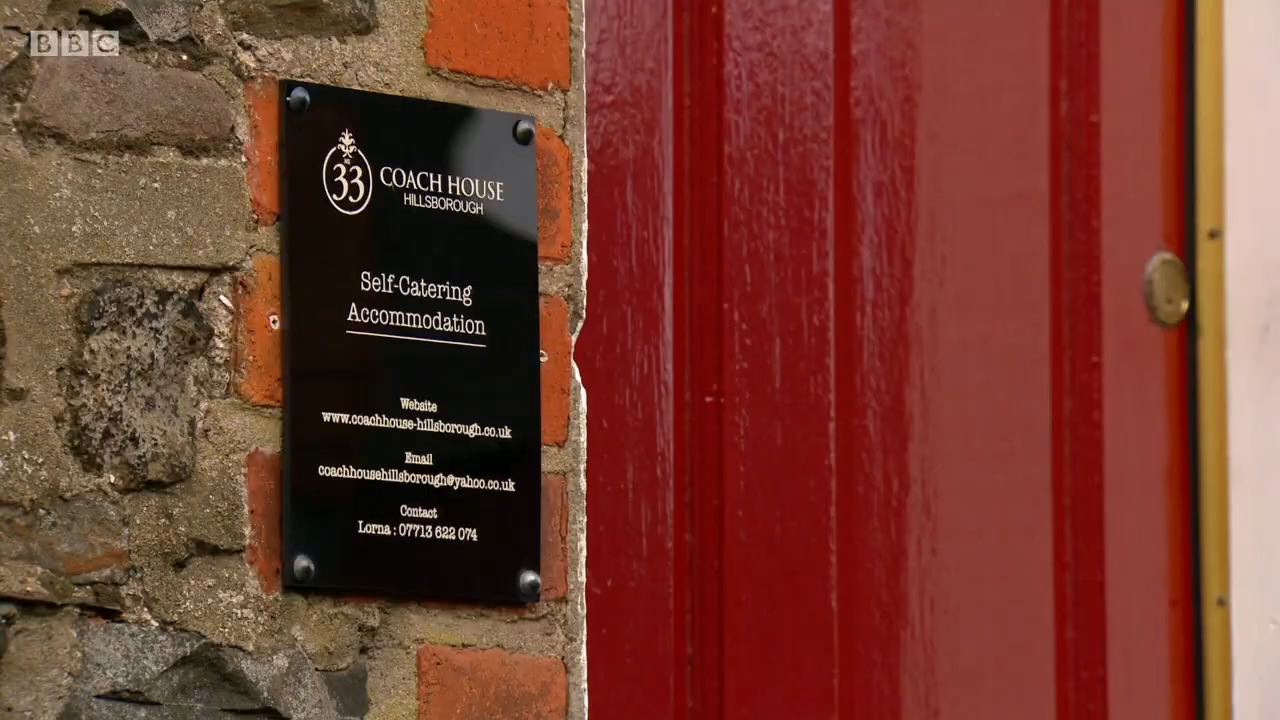 BBC
No
33
COACH HOUSE
HILLSBOROUGH
Self-Catering
Accommodation
Website
www.coachhouse-hillsborough.co.uk
Email
coachhousehillsborough@yahoo.co.uk
Contact
Lorna : 07713 622 074